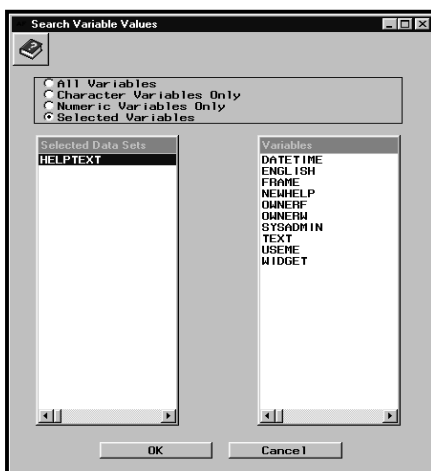 Search Variable Values
All Variables
Character Variables Only
Numeric Variables Only
Selected Variables
Selected Data Sets
HELPTEXT
Variables
DATETIME
ENGLISH
FRAME
NEWHELP
OWNERF
OWNERW
SYSADMIN
TEXT
USEME
WIDGET
OK
Cancel